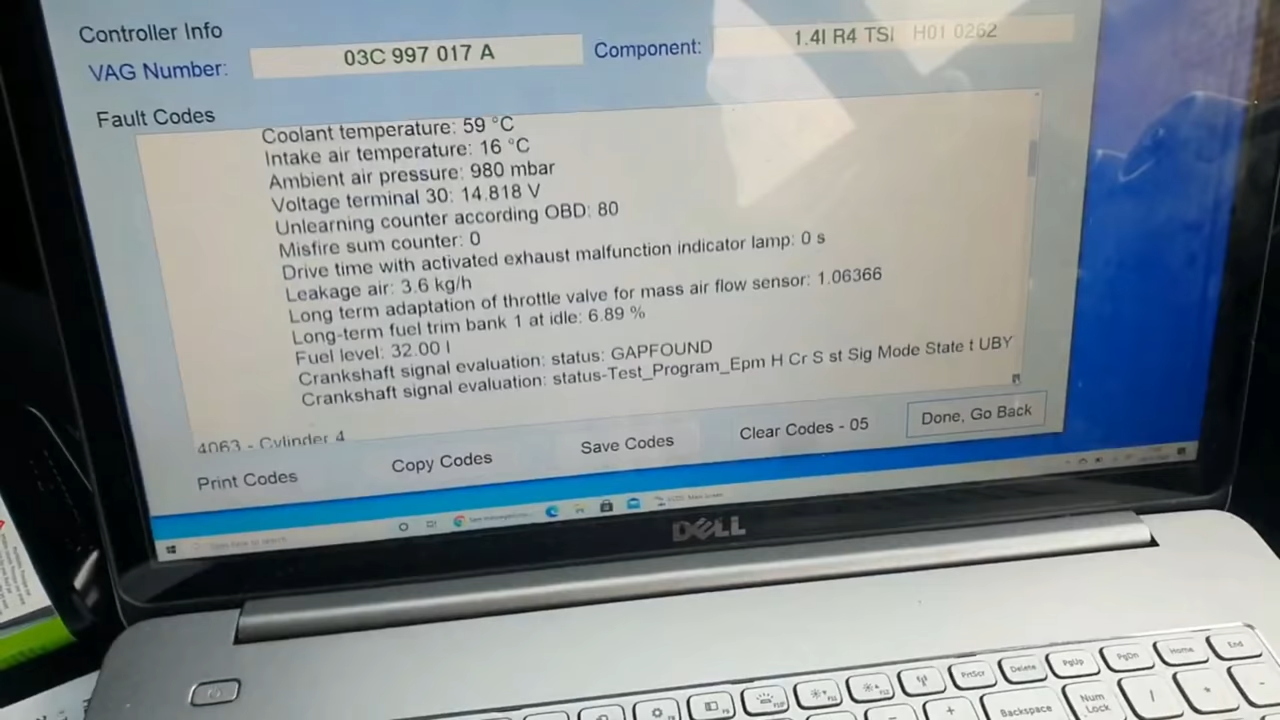 Controller Info
VAG Number: 03C 997 017 A Component: 1.4l R4 TSI H01 0262
Fault Codes
Coolant temperature: 59 °C
Intake air temperature: 16 °C
Ambient air pressure: 980 mbar
Voltage terminal 30: 14.818 V
Unlearning counter according OBD: 80
Misfire sum counter: 0
Drive time with activated exhaust malfunction indicator lamp: 0 s
Leakage air: 3.6 kg/h
Long term adaptation of throttle valve for mass air flow sensor: 1.06366
Long-term fuel trim bank 1 at idle: 6.89 %
Fuel level: 32.00 l
Crankshaft signal evaluation: status: GAPFOUND
Crankshaft signal evaluation: status-Test_Program_Epm H Cr S st Sig Mode State t UBY
4063 - Cylinder 4
Print Codes Copy Codes Save Codes Clear Codes - 05 Done, Go Back
Type here to search
DELL
PrtScr Delete PgUp PgDn Home End
Backspace Num Lock / * -